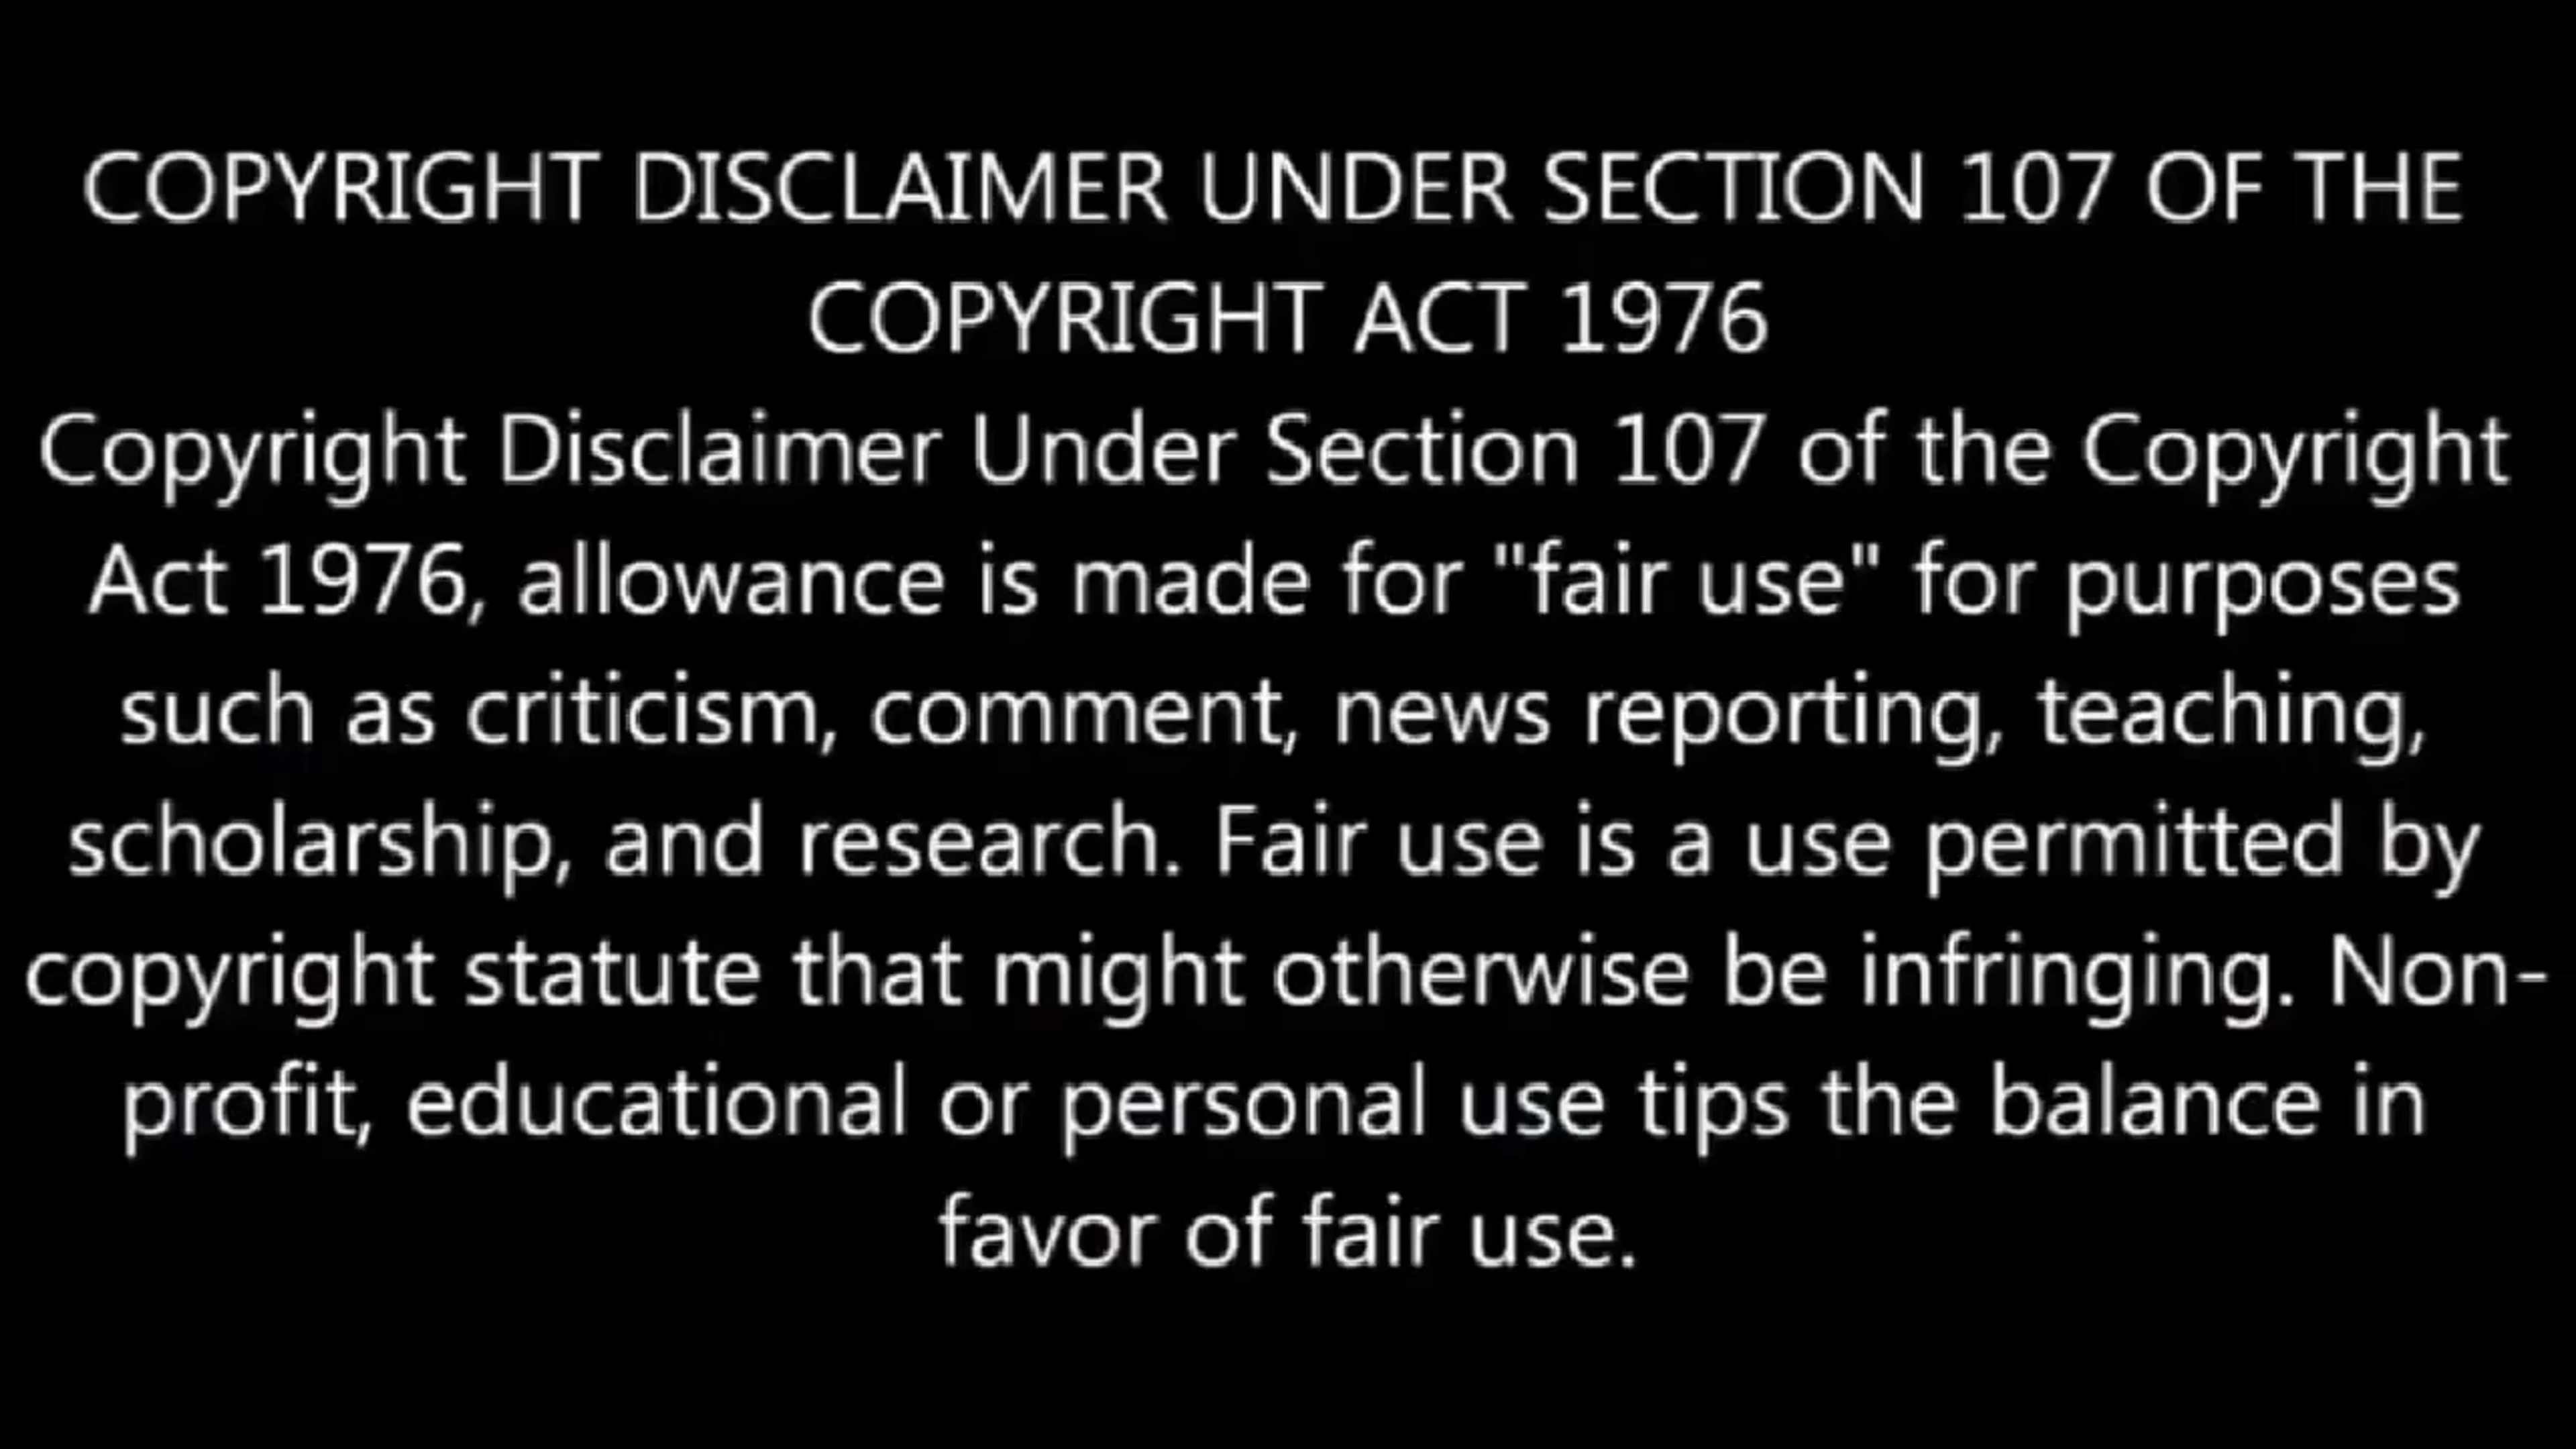 COPYRIGHT DISCLAIMER UNDER SECTION 107 OF THE
COPYRIGHT ACT 1976
Copyright Disclaimer Under Section 107 of the Copyright
Act 1976, allowance is made for "fair use" for purposes
such as criticism, comment, news reporting, teaching,
scholarship, and research. Fair use is a use permitted by
copyright statute that might otherwise be infringing. Non-
profit, educational or personal use tips the balance in
favor of fair use.